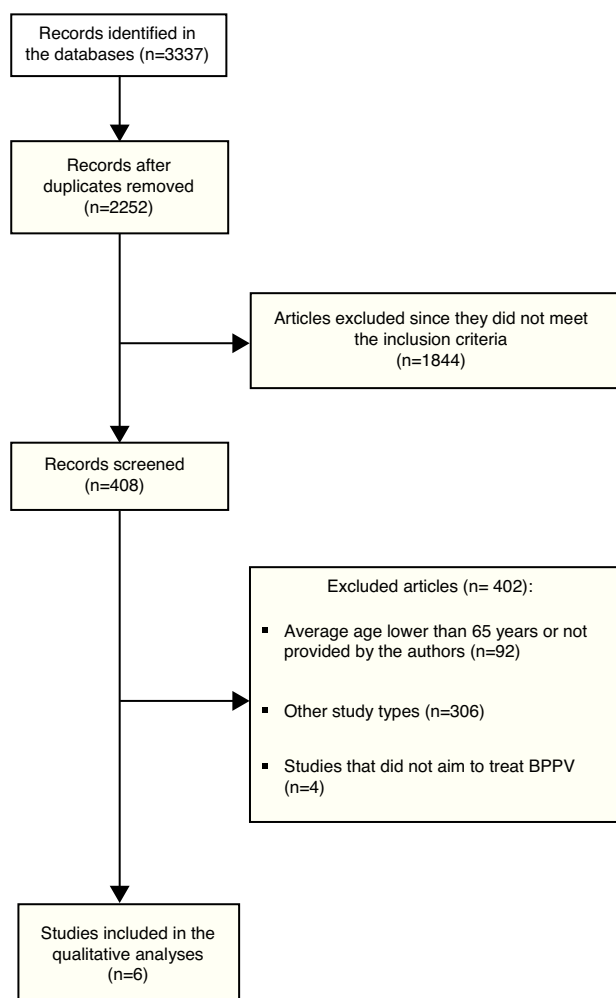 Records identified in
the databases (n=3337)
Records after
duplicates removed
(n=2252)
Articles excluded since they did not meet
the inclusion criteria
(n=1844)
Records screened
(n=408)
Excluded articles (n= 402):
▪ Average age lower than 65 years or not
provided by the authors (n=92)
▪ Other study types (n=306)
▪ Studies that did not aim to treat BPPV
(n=4)
Studies included in the
qualitative analyses
(n=6)